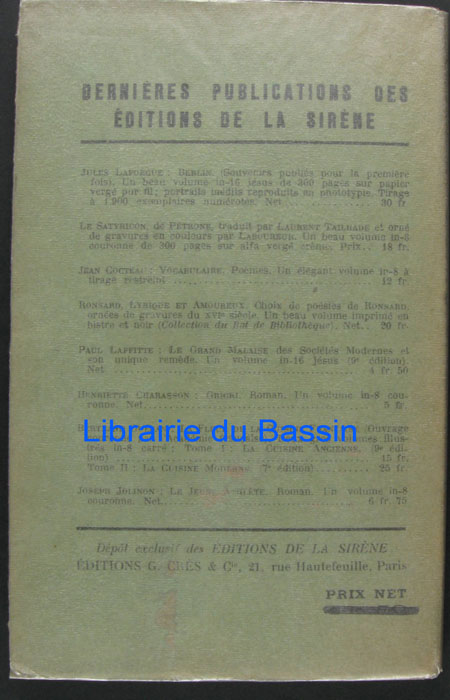 DERNIÈRES PUBLICATIONS DES
ÉDITIONS DE LA SIRÈNE
JULES LAFORGUE : BERLIN. (Souvenirs publiés pour la première
fois). Un beau volume in-16 jésus de 300 pages sur papier
vergé pur fil; portraits inédits reproduits en phototypie. Tirage
à exemplaires numérotés. Net 30 fr.
LE SATYRICON, de PÉTRONE, traduit par LAURENT TAILHADE et orné
de gravures en couleurs par LABOUREUR. Un beau volume in-8
couronne de 300 pages sur alfa vergé crème. Prix.. 18 fr.
JEAN COCTEAU : VOCABULAIRE. Poèmes. Un élégant volume in-8 à
tirage restreint ... 12 fr.
RONSARD, LYRIQUE ET AMOUREUX. Choix de poésies de RONSARD,
ornées de gravures du XVIe siècle. Un beau volume imprimé en
bistre et noir (Collection du Bibliothèque). Net.. 20 fr.
PAUL LAFFITTE : LE GRAND MALAISE des Sociétés Modernes et
son unique remède. Un volume in-16 jésus (9e édition).
Net ... 4 fr. 50
HENRIETTE CHARASSON : GRIGRI. Roman. Un volume in-8 cou-
ronne. Net ... 5 fr.
(Ouvrage
illus-
trés in-8 carré : Tome I : LA CUISINE ANCIENNE. (9e édi-
tion) ... 15 fr.
Tome II : LA CUISINE (7e édition) ... 25 fr.
JOSEPH JOLINON : LE Roman. Un volume in-8
couronne. Net ... 6 fr. 75
Librairie du Bassin
Dépôt exclusif des EDITIONS DE LA SIRÈNE
ÉDITIONS G. CRÈS & Cie, 21, rue Hautefeuille, Paris
PRIX NET